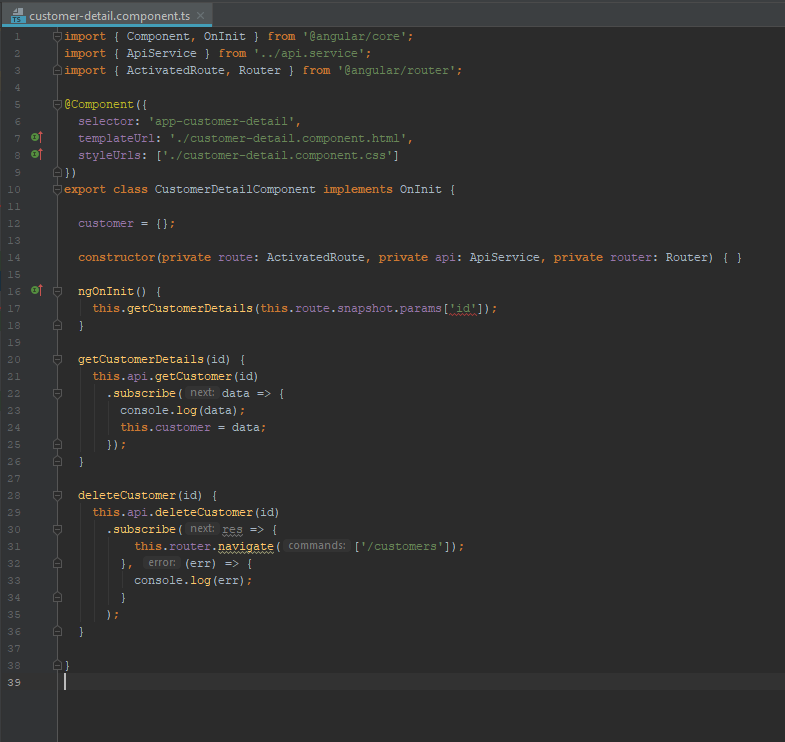 customer-detail.component.ts
1 import { Component, OnInit } from '@angular/core';
2 import { ApiService } from '../api.service';
3 import { ActivatedRoute, Router } from '@angular/router';
4
5 @Component({
6   selector: 'app-customer-detail',
7   templateUrl: './customer-detail.component.html',
8   styleUrls: ['./customer-detail.component.css']
9 })
10 export class CustomerDetailComponent implements OnInit {
11
12   customer = {};
13
14   constructor(private route: ActivatedRoute, private api: ApiService, private router: Router) { }
15
16   ngOnInit() {
17     this.getCustomerDetails(this.route.snapshot.params['id']);
18   }
19
20   getCustomerDetails(id) {
21     this.api.getCustomer(id)
22       .subscribe( next: data => {
23         console.log(data);
24         this.customer = data;
25       });
26   }
27
28   deleteCustomer(id) {
29     this.api.deleteCustomer(id)
30       .subscribe( next: res => {
31           this.router.navigate( commands: ['/customers']);
32         }, error: (err) => {
33           console.log(err);
34         }
35       );
36   }
37
38 }
39